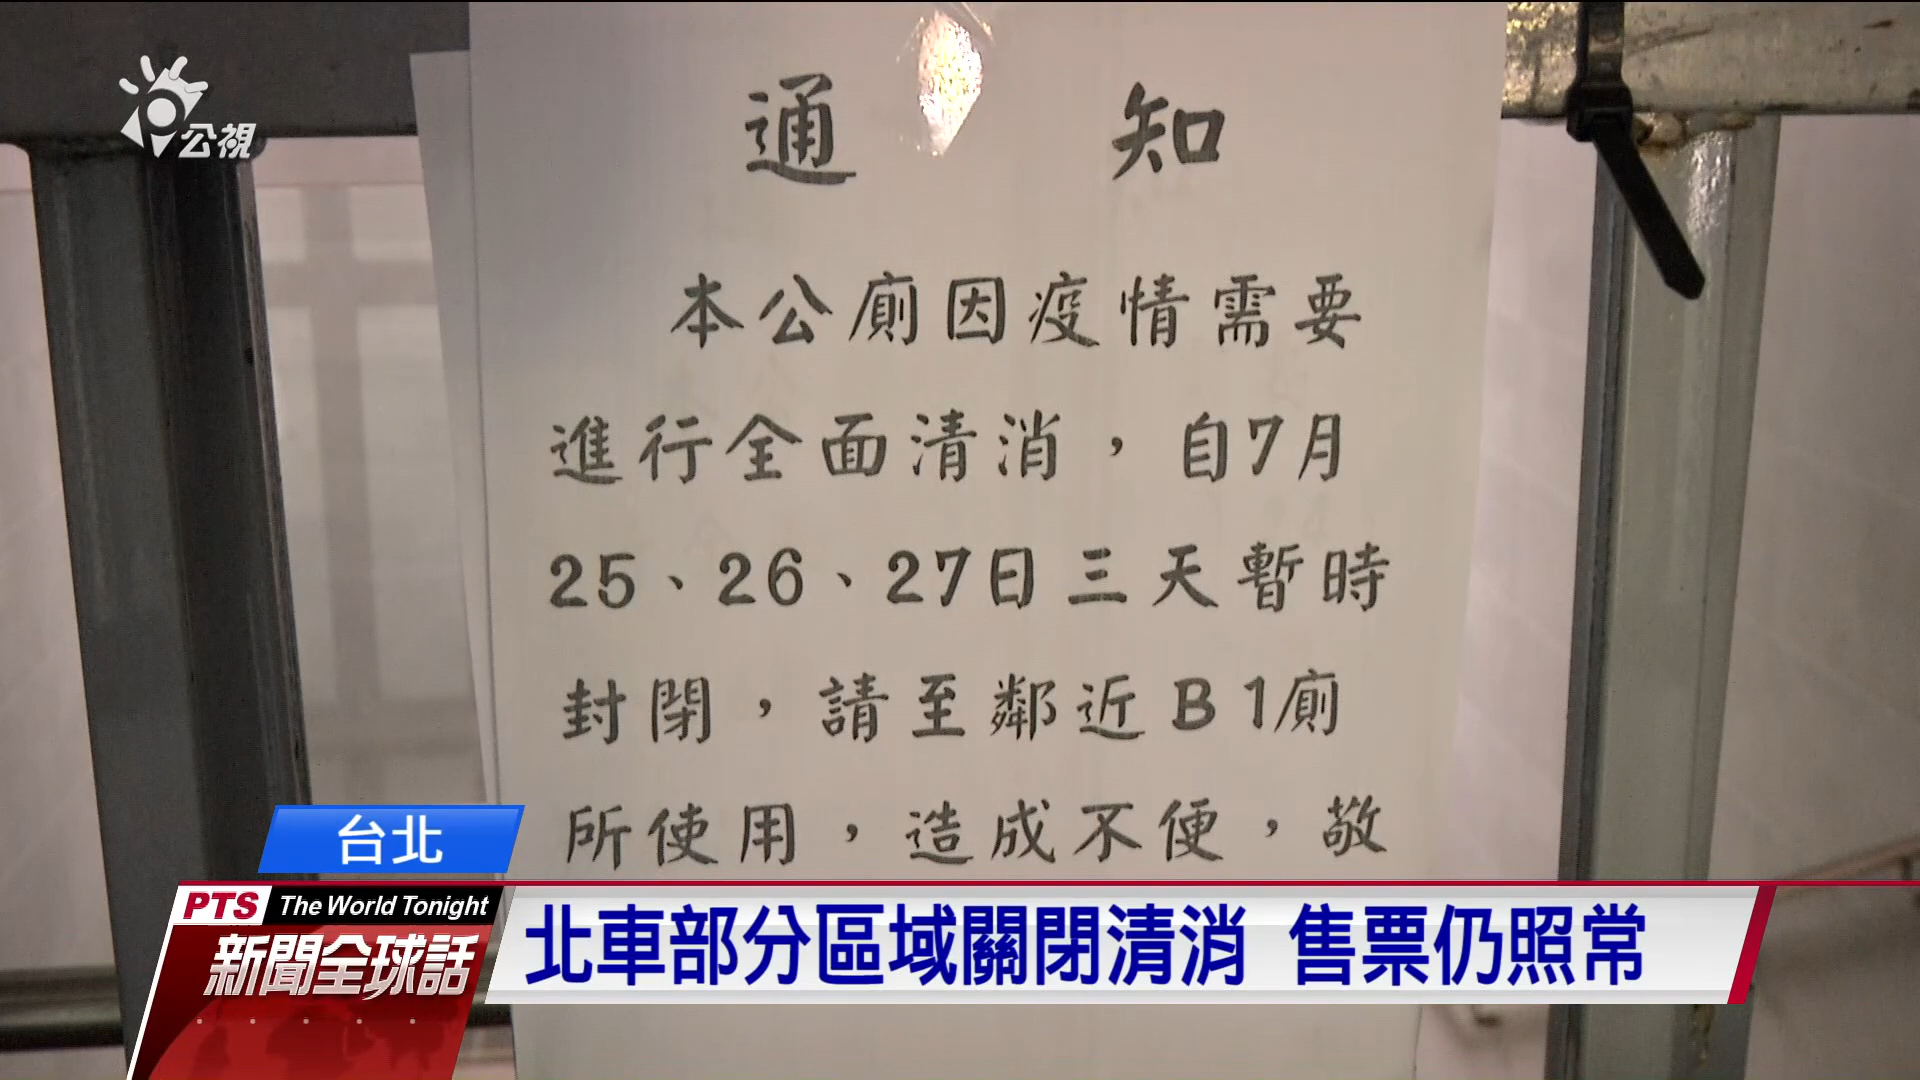 公視
通知
本公廁因疫情需要
進行全面清消，自7月
25、26、27日三天暫時
封閉，請至鄰近B1廁
所使用，造成不便，敬
台北
PTS The World Tonight
新聞全球話
北車部分區域關閉清消 售票仍照常